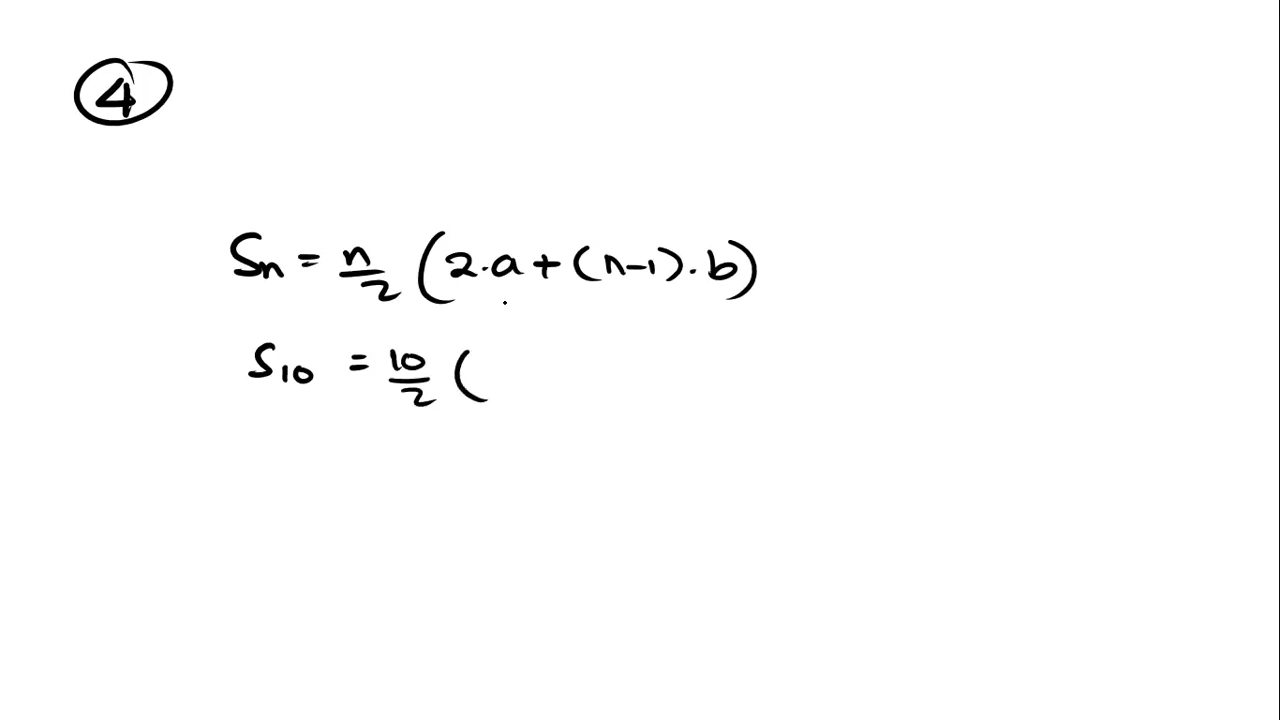 4
Sn = n/2 (2·a + (n-1)·b)
S10 = 10/2 (